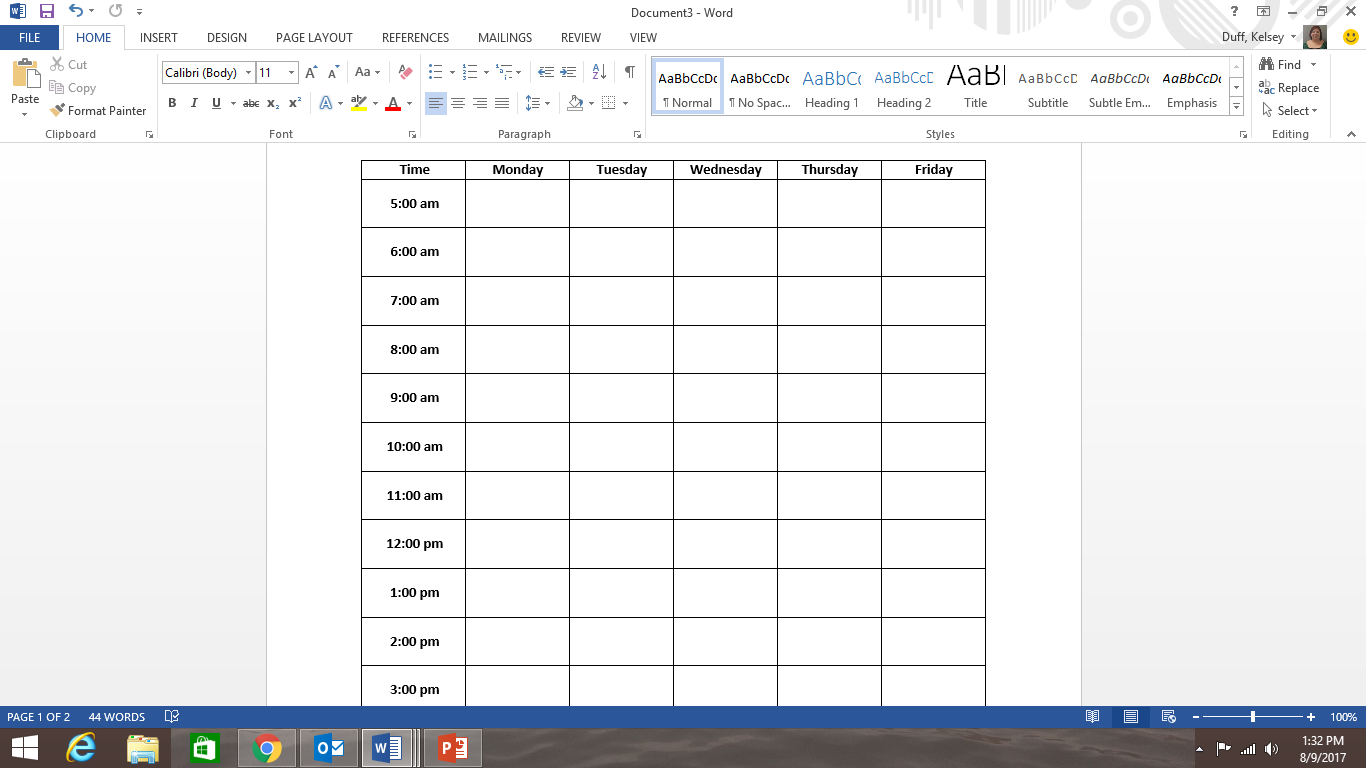 Document3 - Word
?
FILE HOME INSERT DESIGN PAGE LAYOUT REFERENCES MAILINGS REVIEW VIEW Duff, Kelsey
Paste
Cut
Copy
Format Painter
Clipboard
Calibri (Body) 11 Aa
B I U abc x2 x2 A ab A
Font
Paragraph
AaBbCcDc AaBbCcDc AaBbCc AaBbCcD AaBl AaBbCcD AaBbCcDc AaBbCcDc
¶ Normal ¶ No Spac... Heading 1 Heading 2 Title Subtitle Subtle Em... Emphasis
Styles
Find
Replace
Select
Editing
Time Monday Tuesday Wednesday Thursday Friday
5:00 am
6:00 am
7:00 am
8:00 am
9:00 am
10:00 am
11:00 am
12:00 pm
1:00 pm
2:00 pm
3:00 pm
PAGE 1 OF 2 44 WORDS 100%
1:32 PM
8/9/2017